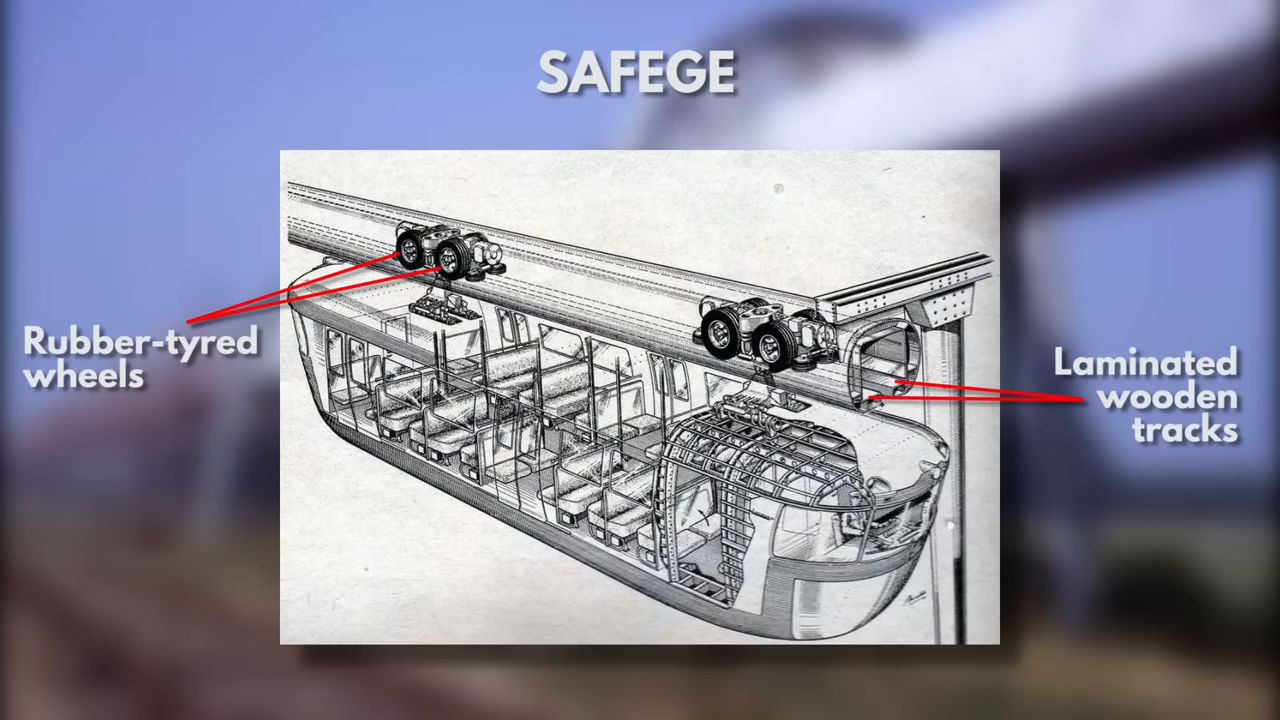 SAFEGE
Rubber-tyred
wheels
Laminated
wooden
tracks